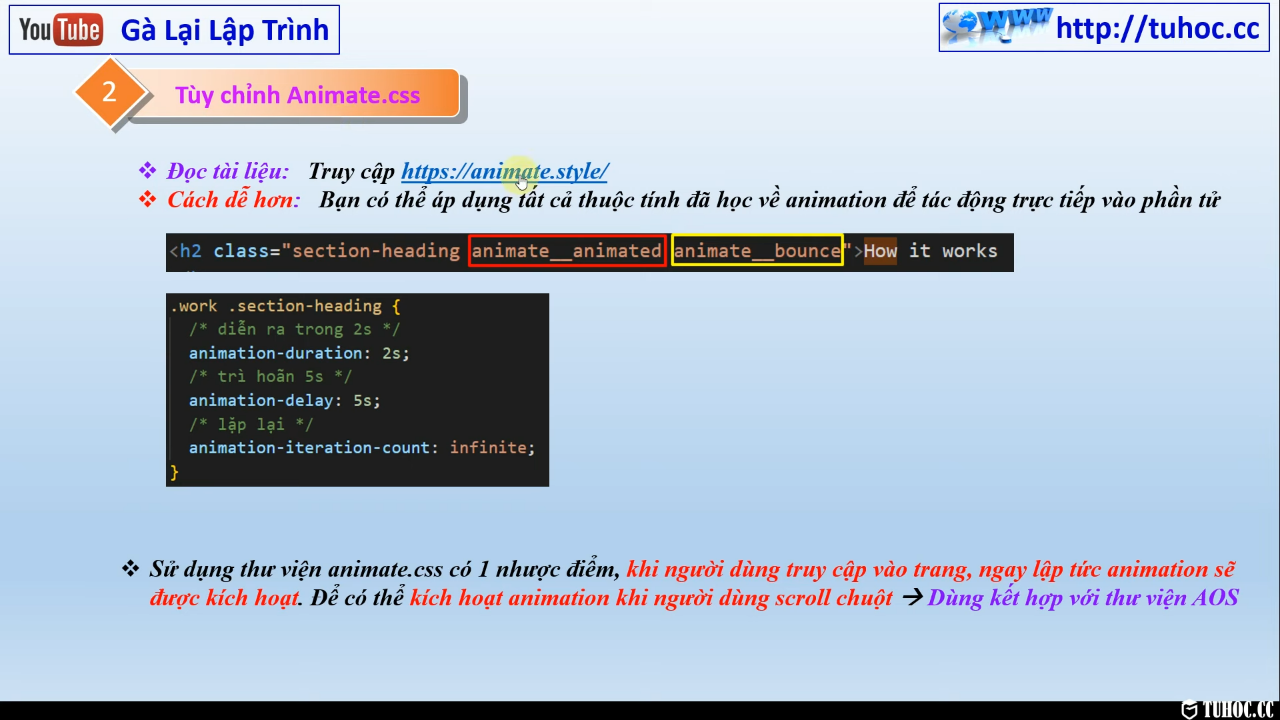 YouTube Gà Lại Lập Trình
WWW http://tuhoc.cc
2 Tùy chỉnh Animate.css
❖ Đọc tài liệu: Truy cập https://animate.style/
❖ Cách dễ hơn: Bạn có thể áp dụng tất cả thuộc tính đã học về animation để tác động trực tiếp vào phần tử
<h2 class="section-heading animate__animated animate__bounce">How it works
.work .section-heading {
/* diễn ra trong 2s */
animation-duration: 2s;
/* trì hoãn 5s */
animation-delay: 5s;
/* lặp lại */
animation-iteration-count: infinite;
}
❖ Sử dụng thư viện animate.css có 1 nhược điểm, khi người dùng truy cập vào trang, ngay lập tức animation sẽ
được kích hoạt. Để có thể kích hoạt animation khi người dùng scroll chuột → Dùng kết hợp với thư viện AOS
TUHOC.CC